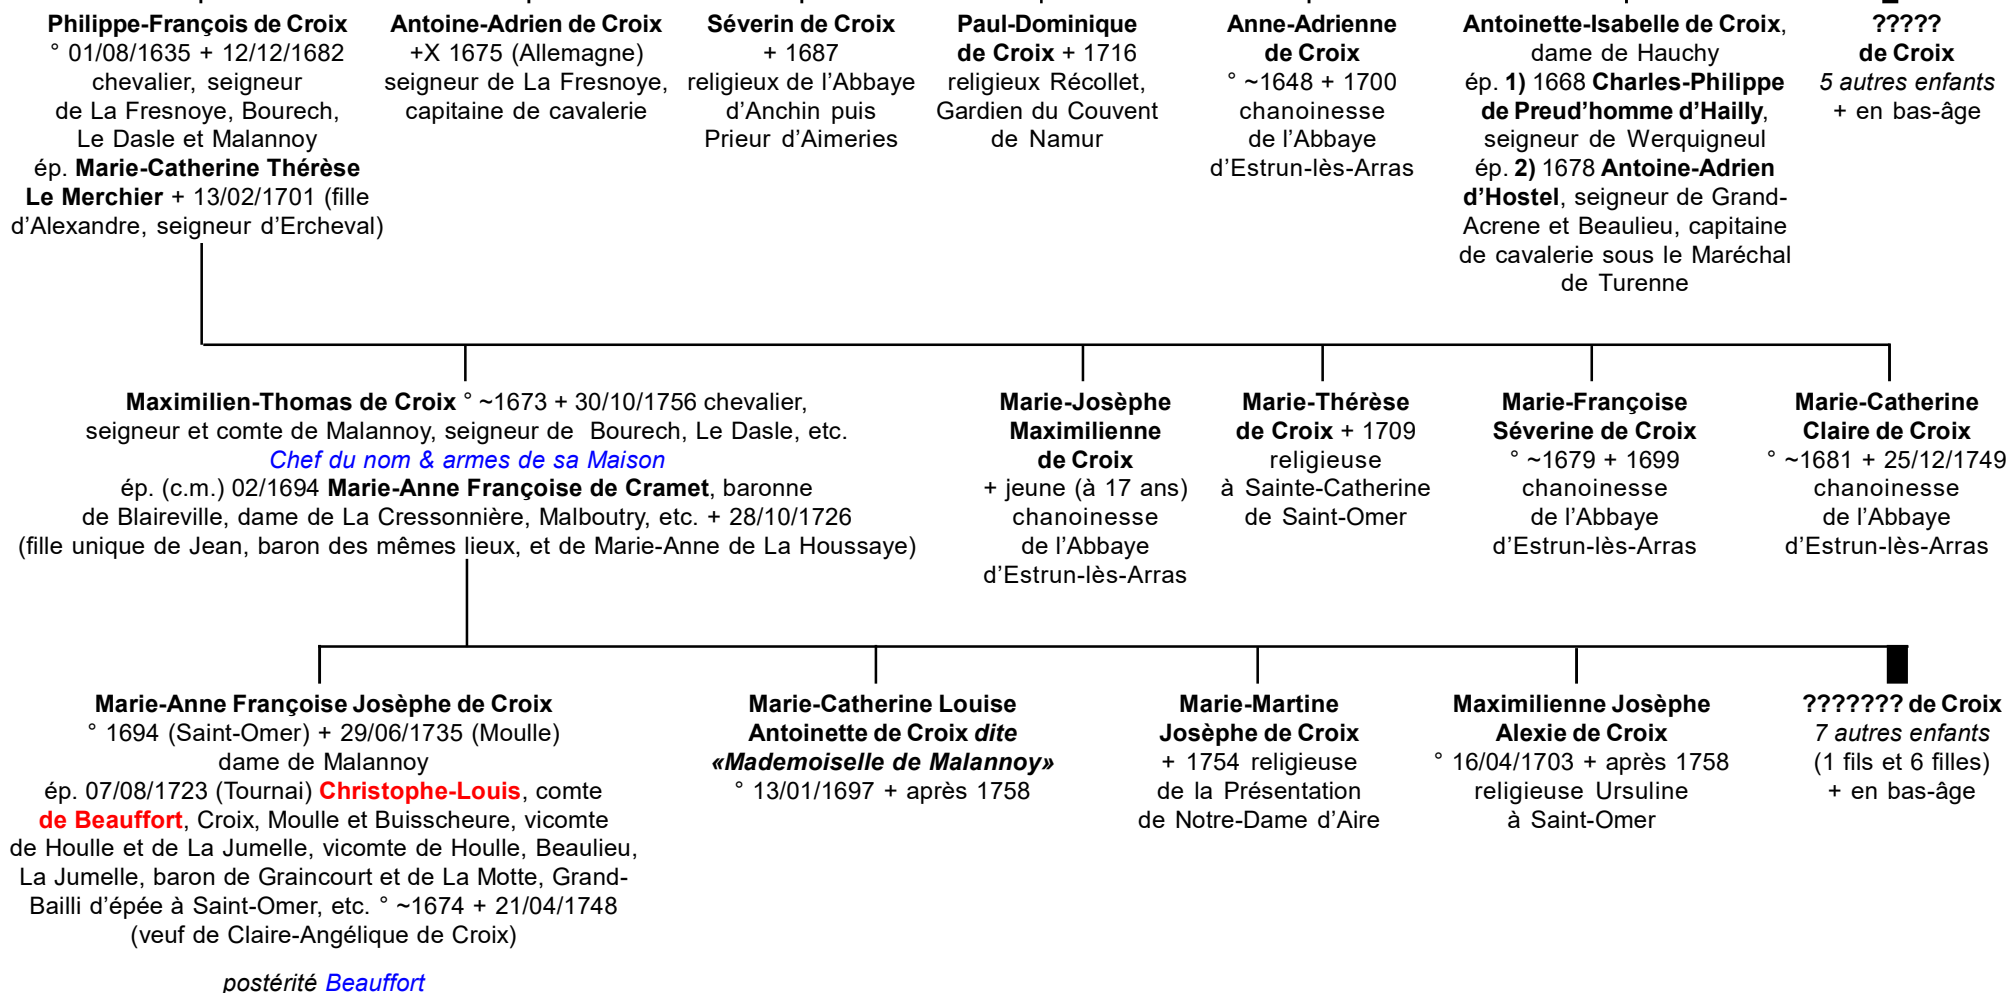 Philippe-François de Croix
° 01/08/1635 + 12/12/1682
chevalier, seigneur
de La Fresnoye, Bourech,
Le Dasle et Malannoy
ép. Marie-Catherine Thérèse
Le Merchier + 13/02/1701 (fille
d’Alexandre, seigneur d’Ercheval)
Antoine-Adrien de Croix
+X 1675 (Allemagne)
seigneur de La Fresnoye,
capitaine de cavalerie
Séverin de Croix
+ 1687
religieux de l’Abbaye
d’Anchin puis
Prieur d’Aimeries
Paul-Dominique
de Croix + 1716
religieux Récollet,
Gardien du Couvent
de Namur
Anne-Adrienne
de Croix
° ~1648 + 1700
chanoinesse
de l’Abbaye
d’Estrun-lès-Arras
Antoinette-Isabelle de Croix,
dame de Hauchy
ép. 1) 1668 Charles-Philippe
de Preud’homme d’Hailly,
seigneur de Werquigneul
ép. 2) 1678 Antoine-Adrien
d’Hostel, seigneur de Grand-
Acrene et Beaulieu, capitaine
de cavalerie sous le Maréchal
de Turenne
?????
de Croix
5 autres enfants
+ en bas-âge
Maximilien-Thomas de Croix ° ~1673 + 30/10/1756 chevalier,
seigneur et comte de Malannoy, seigneur de Bourech, Le Dasle, etc.
Chef du nom & armes de sa Maison
ép. (c.m.) 02/1694 Marie-Anne Françoise de Cramet, baronne
de Blaireville, dame de La Cressonnière, Malboutry, etc. + 28/10/1726
(fille unique de Jean, baron des mêmes lieux, et de Marie-Anne de La Houssaye)
Marie-Josèphe
Maximilienne
de Croix
+ jeune (à 17 ans)
chanoinesse
de l’Abbaye
d’Estrun-lès-Arras
Marie-Thérèse
de Croix + 1709
religieuse
à Sainte-Catherine
de Saint-Omer
Marie-Françoise
Séverine de Croix
° ~1679 + 1699
chanoinesse
de l’Abbaye
d’Estrun-lès-Arras
Marie-Catherine
Claire de Croix
° ~1681 + 25/12/1749
chanoinesse
de l’Abbaye
d’Estrun-lès-Arras
Marie-Anne Françoise Josèphe de Croix
° 1694 (Saint-Omer) + 29/06/1735 (Moulle)
dame de Malannoy
ép. 07/08/1723 (Tournai) Christophe-Louis, comte
de Beauffort, Croix, Moulle et Buisscheure, vicomte
de Houlle et de La Jumelle, vicomte de Houlle, Beaulieu,
La Jumelle, baron de Graincourt et de La Motte, Grand-
Bailli d’épée à Saint-Omer, etc. ° ~1674 + 21/04/1748
(veuf de Claire-Angélique de Croix)
postérité Beauffort
Marie-Catherine Louise
Antoinette de Croix dite
«Mademoiselle de Malannoy»
° 13/01/1697 + après 1758
Marie-Martine
Josèphe de Croix
+ 1754 religieuse
de la Présentation
de Notre-Dame d’Aire
Maximilienne Josèphe
Alexie de Croix
° 16/04/1703 + après 1758
religieuse Ursuline
à Saint-Omer
??????? de Croix
7 autres enfants
(1 fils et 6 filles)
+ en bas-âge